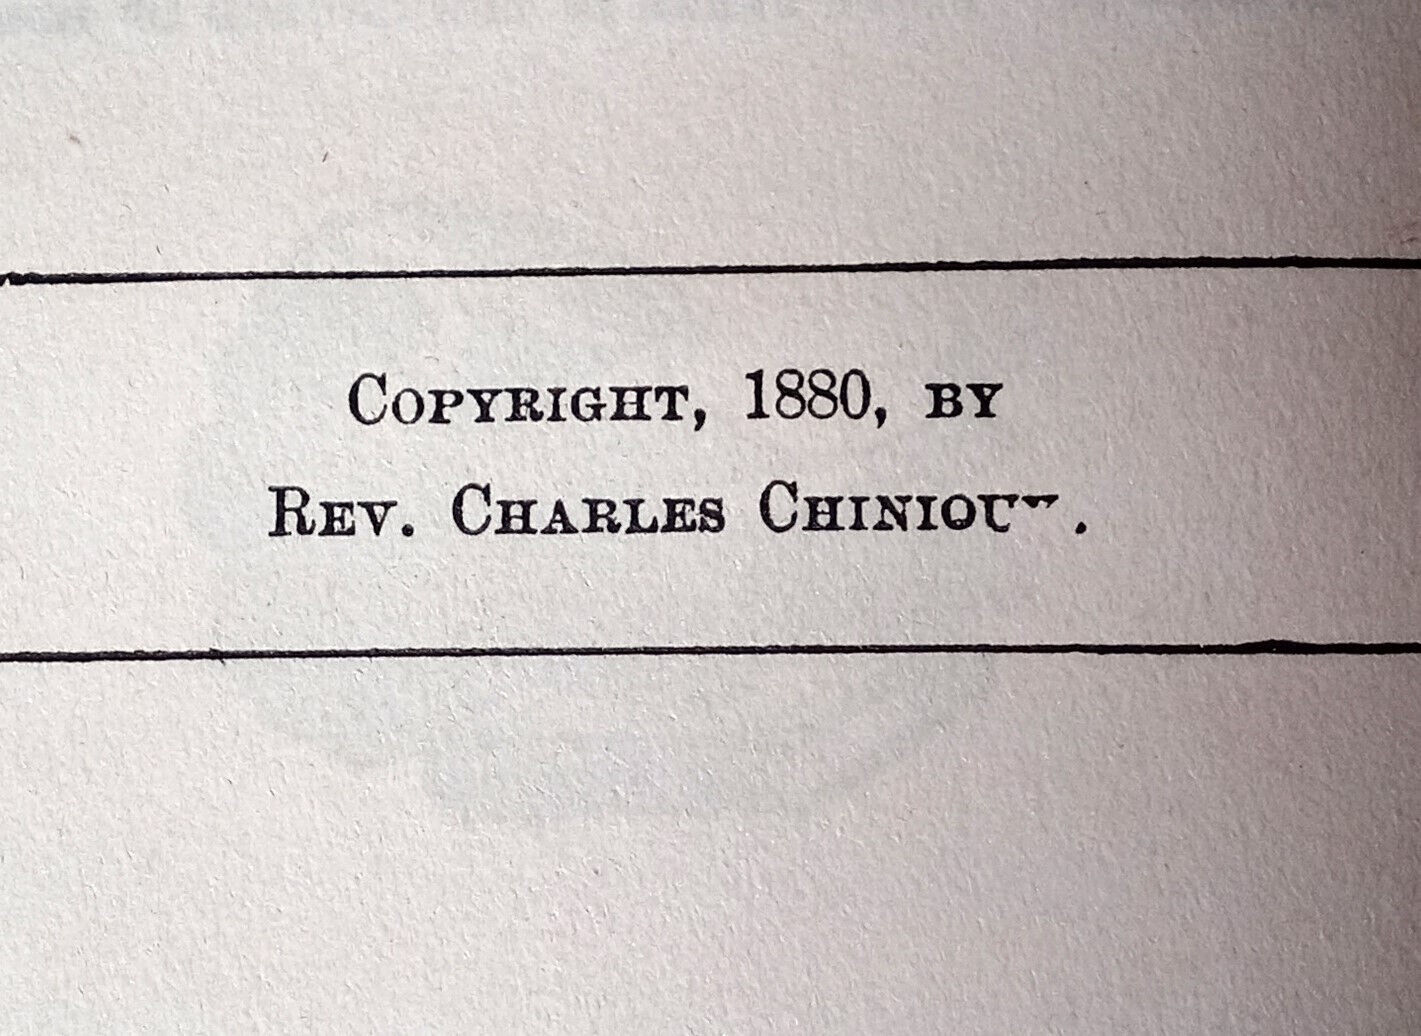 COPYRIGHT, 1880, BY
REV. CHARLES